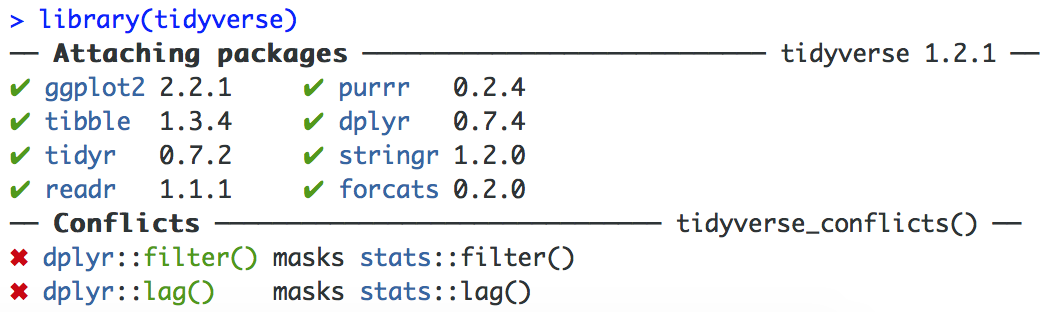 > library(tidyverse)
── Attaching packages ──────────────────────────── tidyverse 1.2.1 ──
✔ ggplot2 2.2.1     ✔ purrr   0.2.4
✔ tibble  1.3.4     ✔ dplyr   0.7.4
✔ tidyr   0.7.2     ✔ stringr 1.2.0
✔ readr   1.1.1     ✔ forcats 0.2.0
── Conflicts ─────────────────────────────── tidyverse_conflicts() ──
✖ dplyr::filter() masks stats::filter()
✖ dplyr::lag()    masks stats::lag()